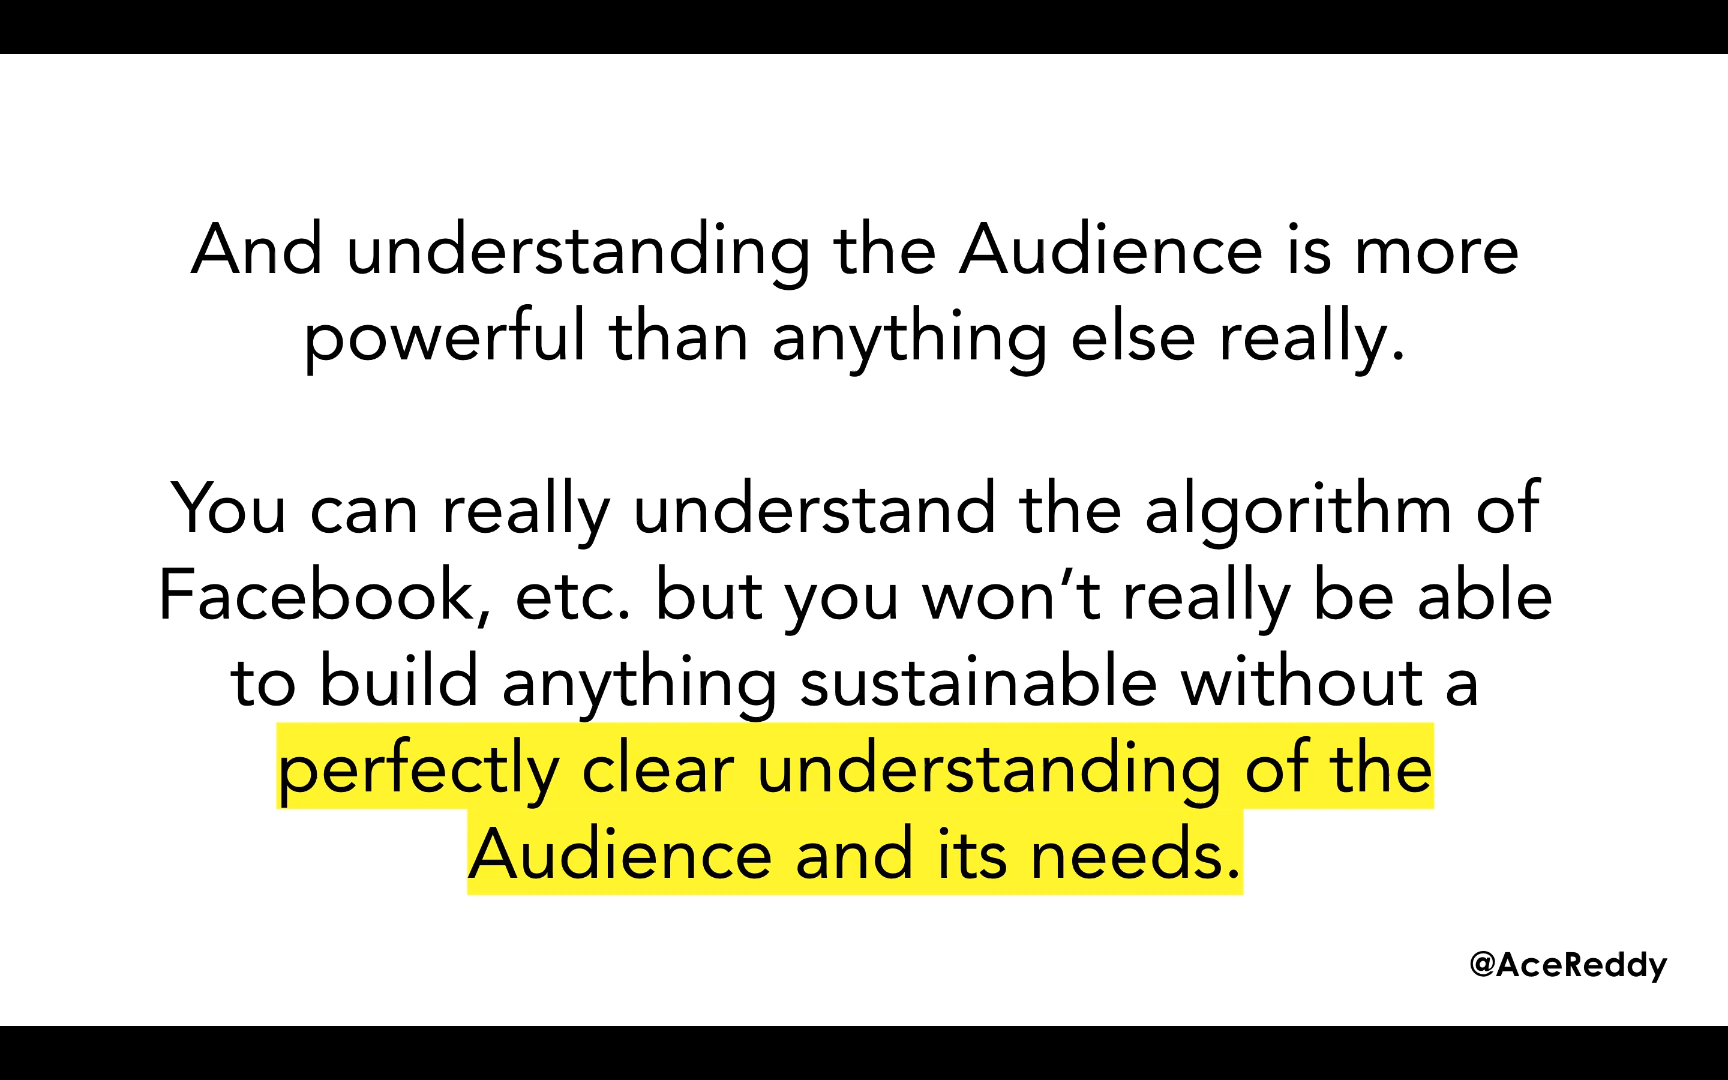 And understanding the Audience is more
powerful than anything else really.
You can really understand the algorithm of
Facebook, etc. but you won’t really be able
to build anything sustainable without a
perfectly clear understanding of the
Audience and its needs.
@AceReddy